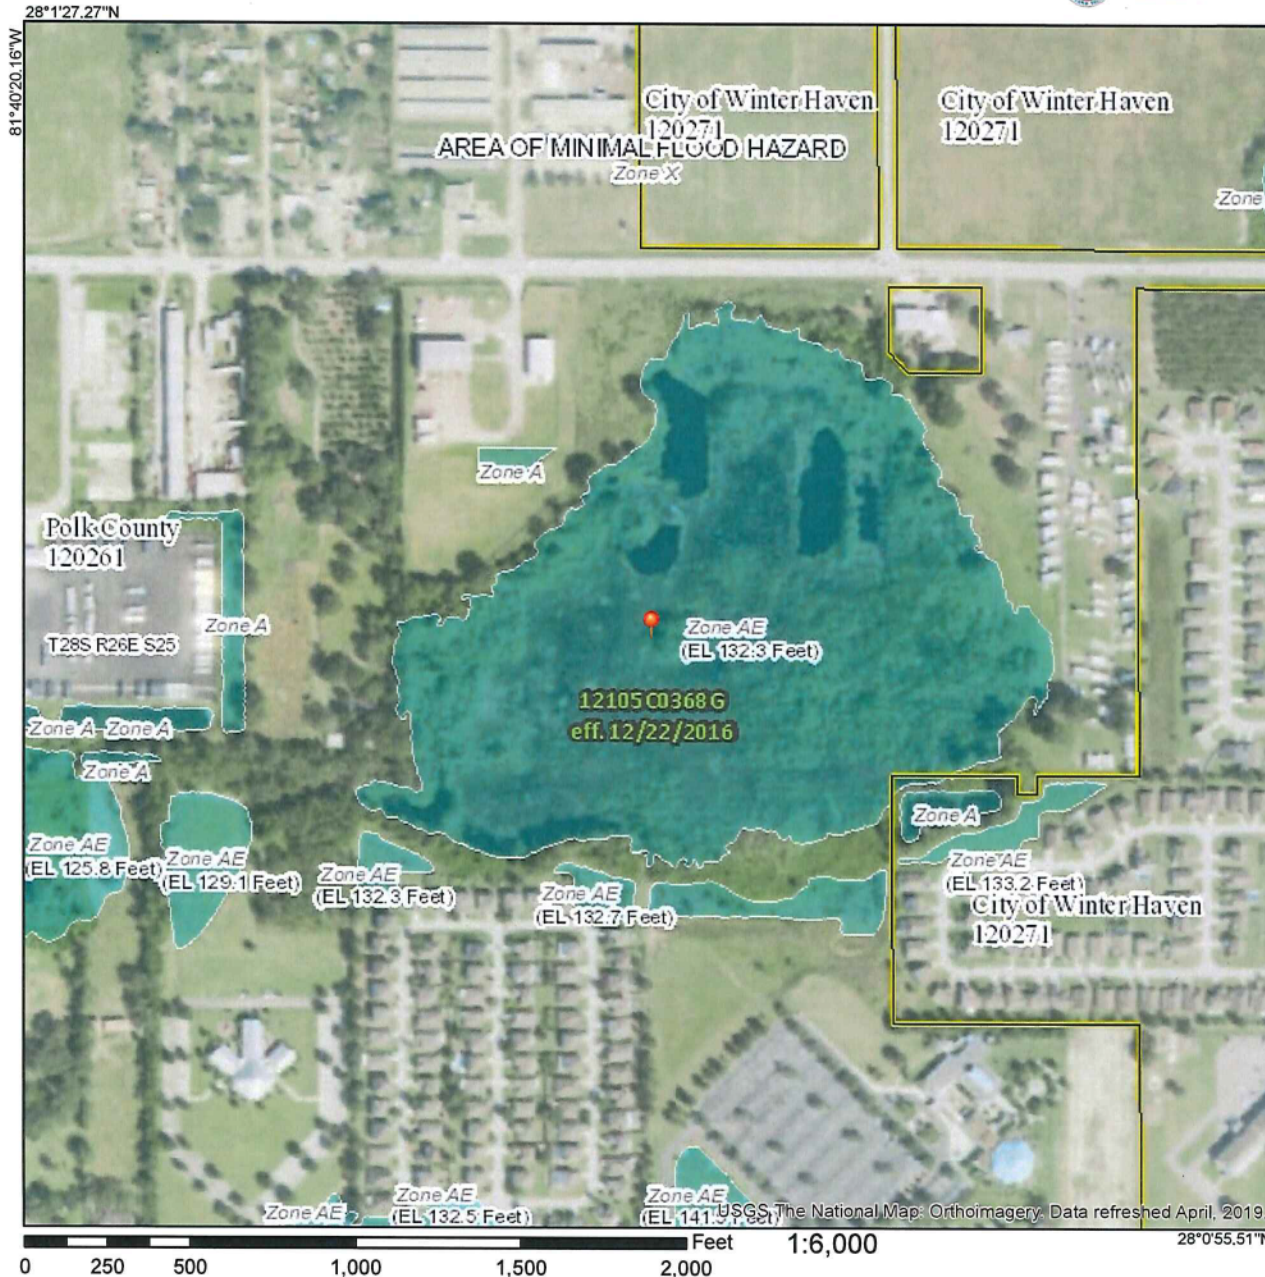 28°1'27.27"N
81°40'20.16"W
City of Winter Haven
120271
City of Winter Haven
120271
AREA OF MINIMAL FLOOD HAZARD
Zone X
Zone
Zone A
Polk County
120261
Zone A
T28S R26E S25
Zone AE
(EL 132.3 Feet)
12105C0368G
eff. 12/22/2016
Zone A
Zone A
Zone A
Zone A
Zone AE
(EL 125.8 Feet)
Zone AE
(EL 129.1 Feet)
Zone AE
(EL 132.3 Feet)
Zone AE
(EL 132.7 Feet)
Zone AE
(EL 133.2 Feet)
City of Winter Haven
120271
Zone AE
Zone AE
(EL 132.5 Feet)
Zone AE
(EL Feet)
USGS The National Map: Orthoimagery. Data refreshed April, 2019
Feet
1:6,000
28°0'55.51"N
0 250 500 1,000 1,500 2,000